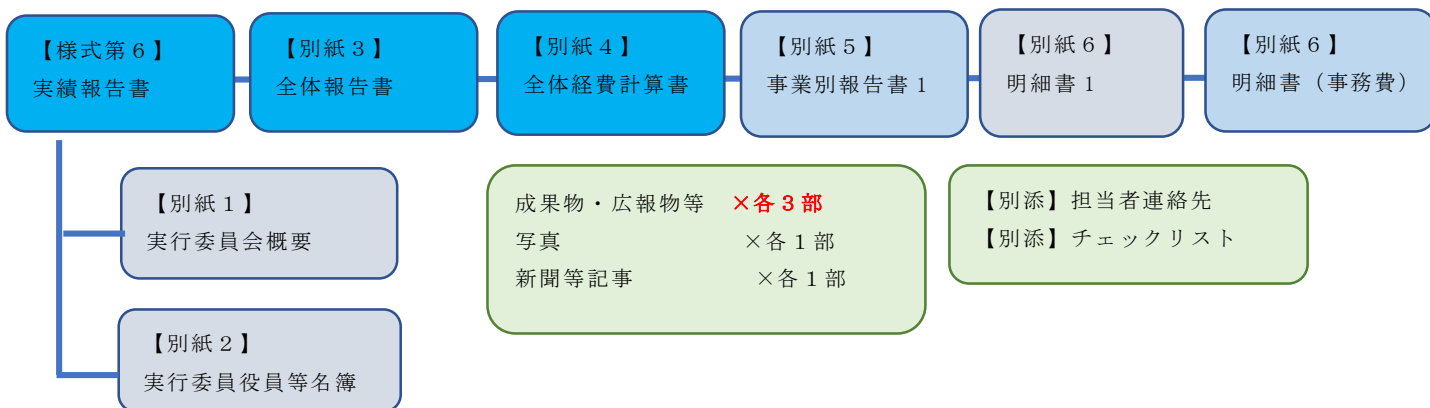 【様式第６】
実績報告書
【別紙３】
全体報告書
【別紙４】
全体経費計算書
【別紙５】
事業別報告書１
【別紙６】
明細書１
【別紙６】
明細書（事務費）
【別紙１】
実行委員会概要
【別紙２】
実行委員役員等名簿
成果物・広報物等　×各３部
写真　×各１部
新聞等記事　×各１部
【別添】担当者連絡先
【別添】チェックリスト